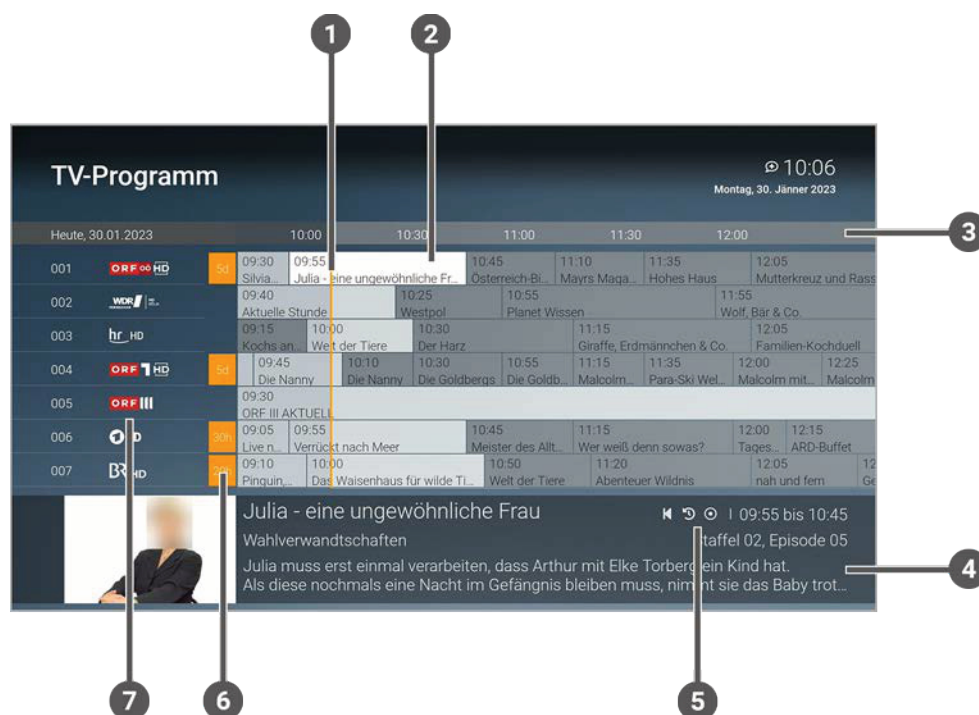 1 2
TV-Programm
10:06
Montag, 30. Jänner 2023
Heute, 30.01.2023 10:00 10:30 11:00 11:30 12:00
3
001 ORF OÖ HD 5d 09:30 09:55 10:45 11:10 11:35 12:05
Silvia... Julia - eine ungewöhnliche Fr... Österreich-Bi... Mayrs Maga... Hohes Haus Mutterkreuz und Rass
002 WDR 09:40 10:25 10:55 11:55
Aktuelle Stunde Westpol Planet Wissen Wolf, Bär & Co.
003 hr HD 09:15 10:00 10:30 11:15 12:05
Kochs an... Welt der Tiere Der Harz Giraffe, Erdmännchen & Co. Familien-Kochduell
004 ORF 1 HD 5d 09:45 10:10 10:30 10:55 11:15 11:35 12:00 12:25
Die Nanny Die Nanny Die Goldbergs Die Goldb... Malcolm... Para-Ski Wel... Malcolm mit... Malcolm
005 ORF III 09:30
ORF III AKTUELL
006 HD 30h 09:05 09:55 10:45 11:15 12:00 12:15
Live n... Verrückt nach Meer Meister des Allt... Wer weiß denn sowas? Tages... ARD-Buffet
007 BR HD 09:10 10:00 10:50 11:20 12:05 12
Pinguin,... Das Waisenhaus für wilde Ti... Welt der Tiere Abenteuer Wildnis nah und fern Ge
Julia - eine ungewöhnliche Frau 09:55 bis 10:45
Wahlverwandtschaften Staffel 02, Episode 05
Julia muss erst einmal verarbeiten, dass Arthur mit Elke Torberg ein Kind hat.
4
Als diese nochmals eine Nacht im Gefängnis bleiben muss, nimmt sie das Baby trot...
7 6 5